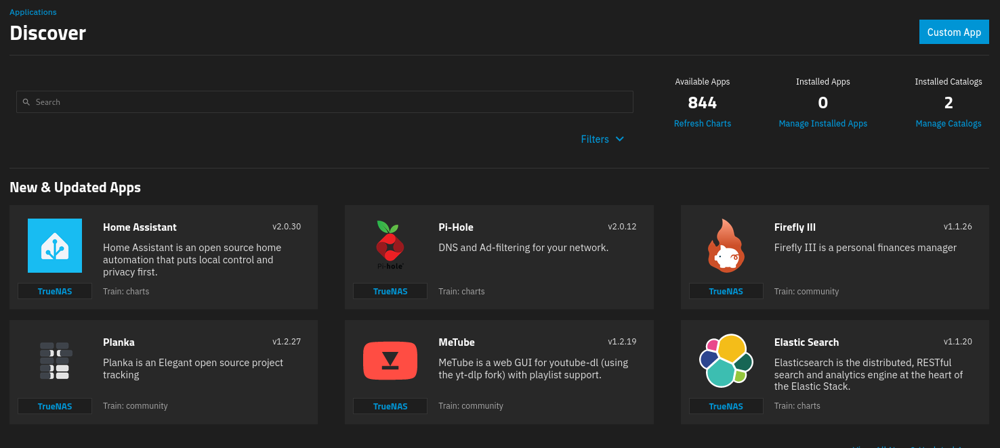 Applications
Discover
Custom App
Search
Filters
Available Apps
844
Refresh Charts
Installed Apps
0
Manage Installed Apps
Installed Catalogs
2
Manage Catalogs
New & Updated Apps
Home Assistant
v2.0.30
Home Assistant is an open source home
automation that puts local control and
privacy first.
TrueNAS
Train: charts
Pi-Hole
v2.0.12
DNS and Ad-filtering for your network.
Pi-hole
TrueNAS
Train: charts
Firefly III
v1.1.26
Firefly III is a personal finances manager
TrueNAS
Train: community
Planka
v1.2.27
Planka is an Elegant open source project
tracking
TrueNAS
Train: community
MeTube
v1.2.19
MeTube is a web GUI for youtube-dl (using
the yt-dlp fork) with playlist support.
TrueNAS
Train: community
Elastic Search
v1.1.20
Elasticsearch is the distributed, RESTful
search and analytics engine at the heart of
the Elastic Stack.
TrueNAS
Train: charts